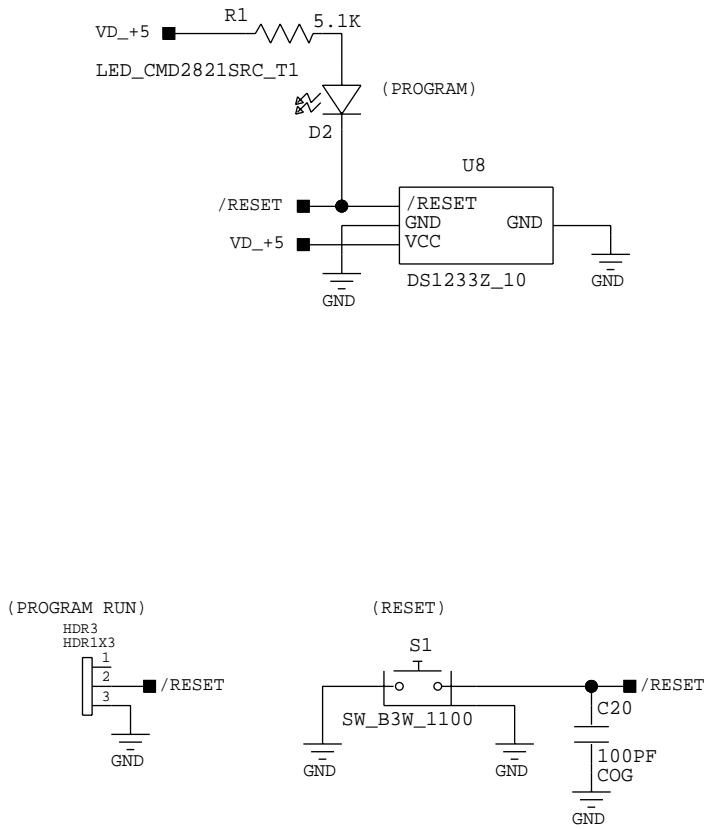 R1
5.1K
VD_+5
LED_CMD2821SRC_T1
(PROGRAM)
D2
U8
/RESET
/RESET
GND
GND
VD_+5
VCC
DS1233Z_10
GND
GND
(PROGRAM RUN)
HDR3
HDR1X3
1
2
/RESET
3
GND
(RESET)
S1
/RESET
SW_B3W_1100
C20
GND
GND
100PF
COG
GND